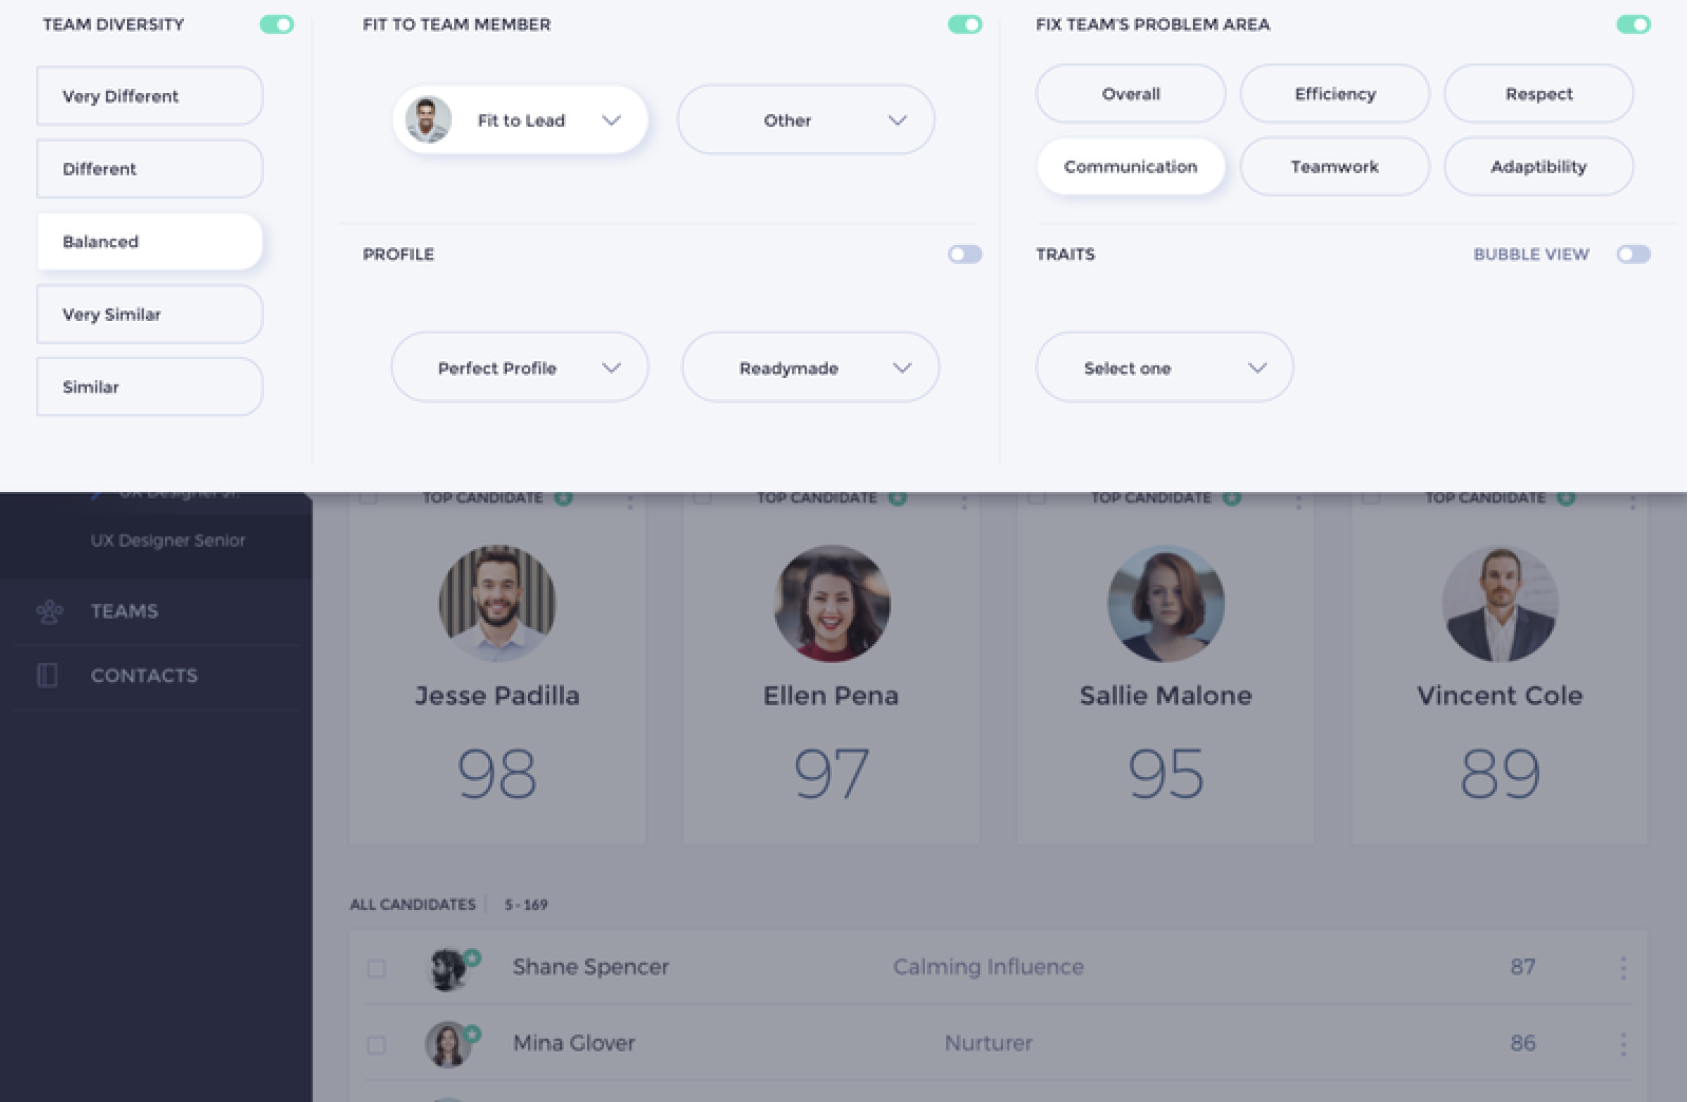 TEAM DIVERSITY
Very Different
Different
Balanced
Very Similar
Similar
FIT TO TEAM MEMBER
Fit to Lead
Other
PROFILE
Perfect Profile
Readymade
FIX TEAM'S PROBLEM AREA
Overall
Efficiency
Respect
Communication
Teamwork
Adaptibility
TRAITS
BUBBLE VIEW
Select one
UX Designer Jr.
UX Designer Senior
TEAMS
CONTACTS
TOP CANDIDATE
Jesse Padilla
98
TOP CANDIDATE
Ellen Pena
97
TOP CANDIDATE
Sallie Malone
95
TOP CANDIDATE
Vincent Cole
89
ALL CANDIDATES
5 - 169
Shane Spencer
Calming Influence
87
Mina Glover
Nurturer
86